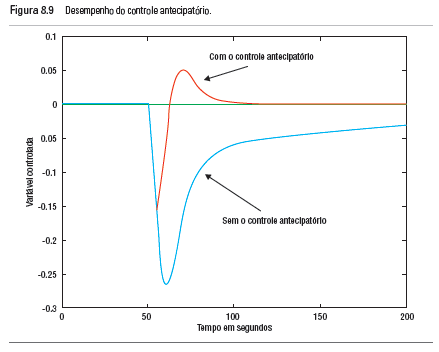 Figura 8.9 Desempenho do controle antecipatório.
0.1
Com o controle antecipatório
0.05
0
0.05
-0.1
-0.15
Sem o controle antecipatório
-0.2
-0.25
-0.3
Variável controlada
0 50 100 150 200
Tempo em segundos